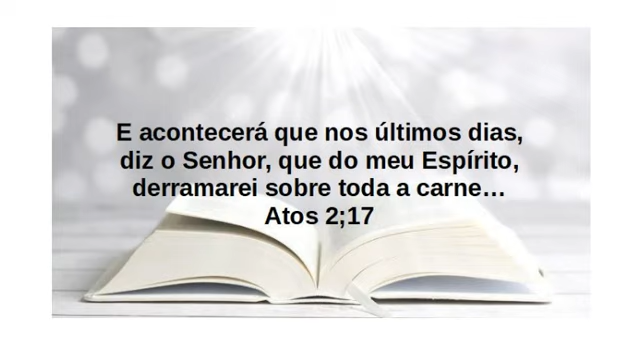 E acontecerá que nos últimos dias,
diz o Senhor, que do meu Espírito,
derramarei sobre toda a carne…
Atos 2;17